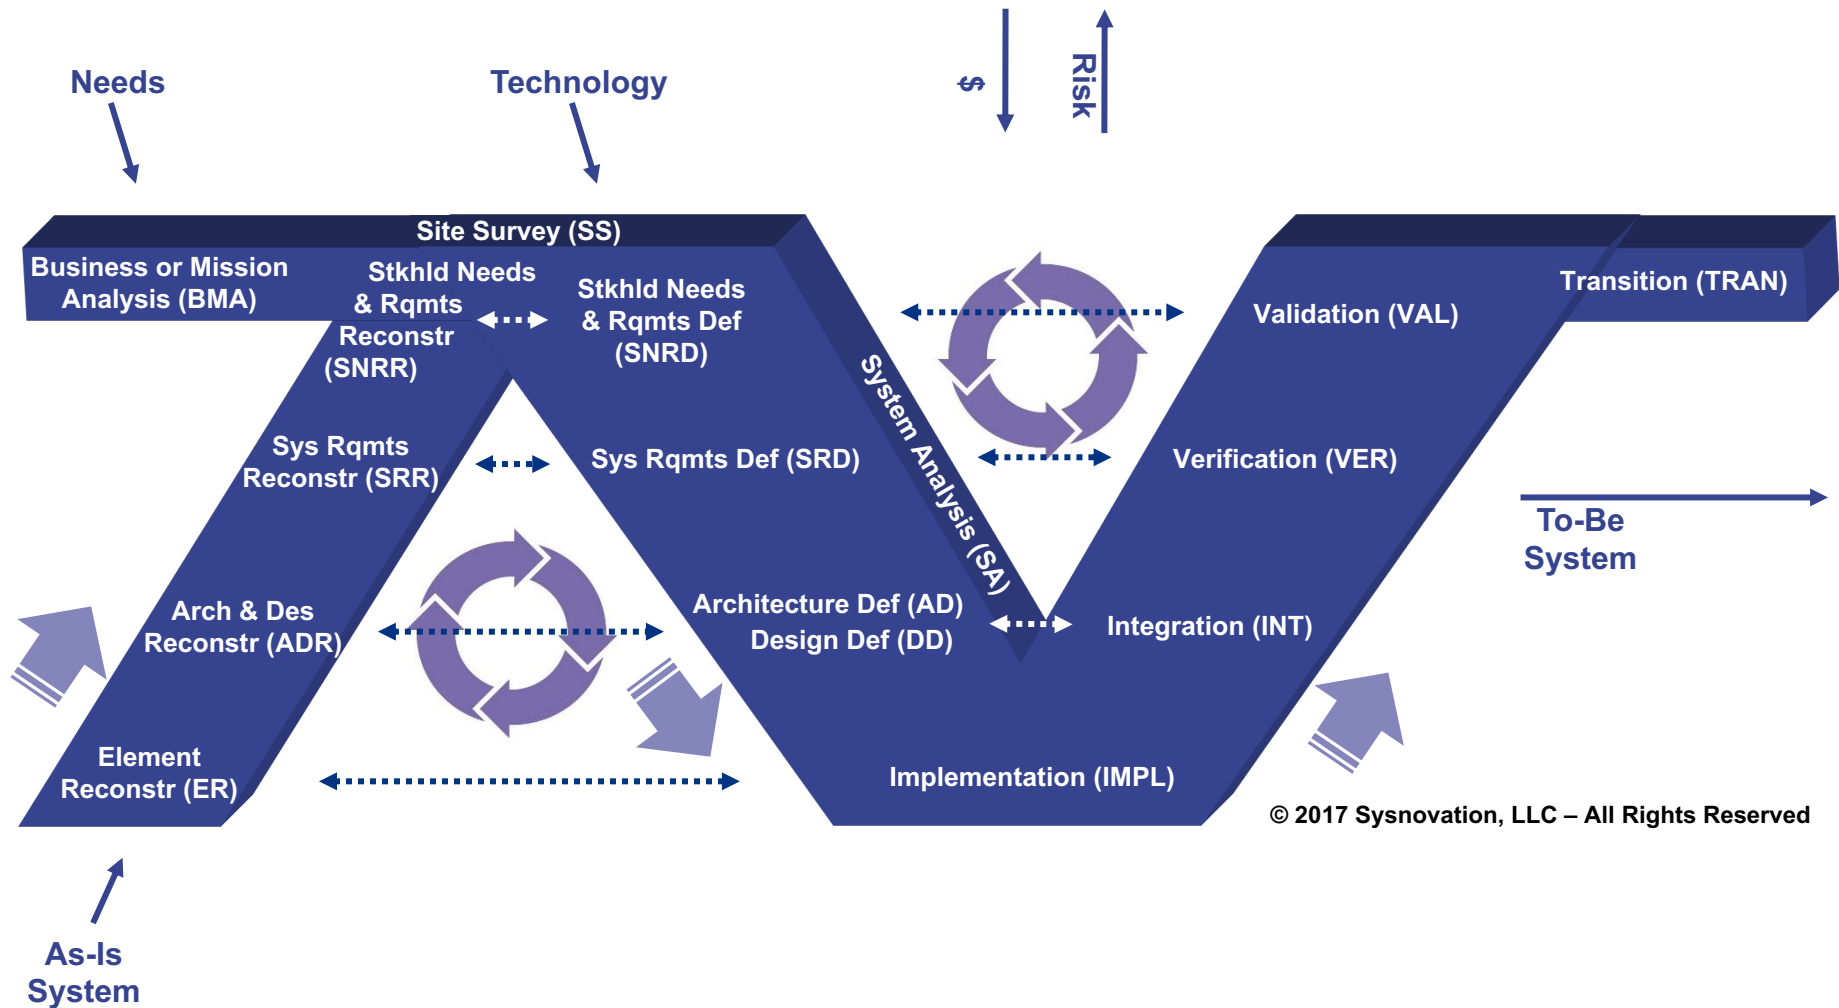 Needs
Technology
$
Risk
Site Survey (SS)
Business or Mission
Analysis (BMA)
Stkhld Needs
& Rqmts
Reconstr
(SNRR)
Stkhld Needs
& Rqmts Def
(SNRD)
System Analysis (SA)
Validation (VAL)
Transition (TRAN)
Sys Rqmts
Reconstr (SRR)
Sys Rqmts Def (SRD)
Verification (VER)
To-Be
System
Arch & Des
Reconstr (ADR)
Architecture Def (AD)
Design Def (DD)
Integration (INT)
Element
Reconstr (ER)
Implementation (IMPL)
© 2017 Sysnovation, LLC – All Rights Reserved
As-Is
System